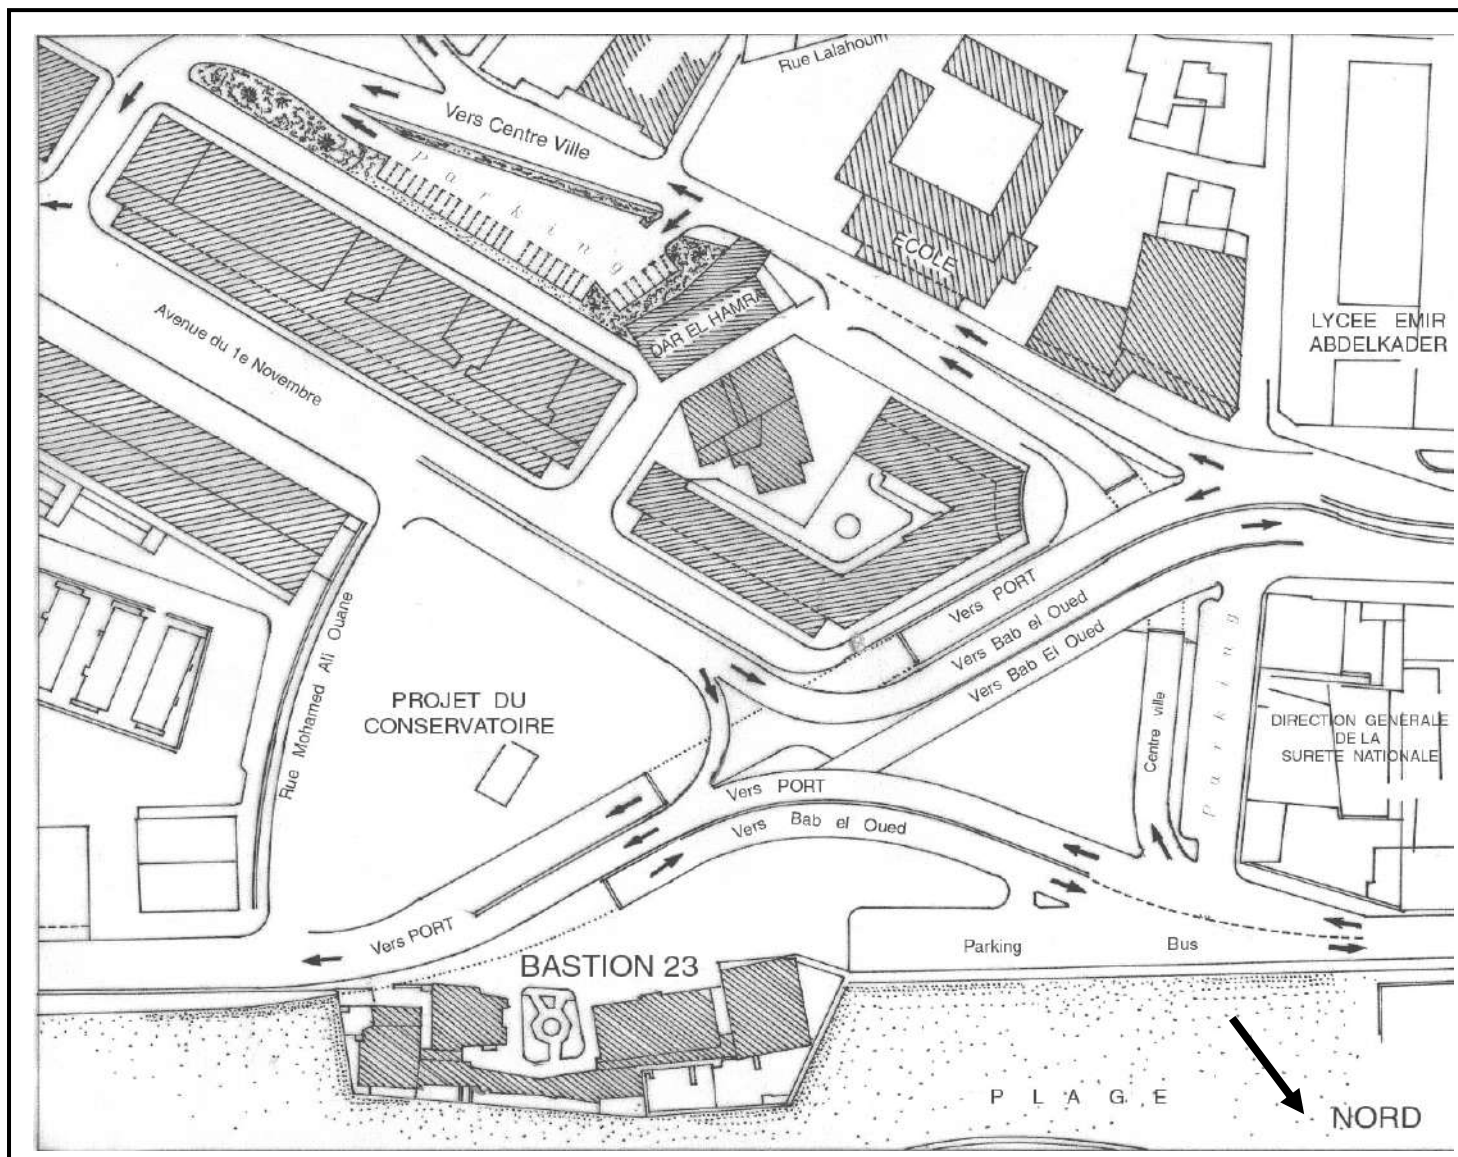 Rue Lalahoum
Vers Centre Ville
Parking
ECOLE
DAR EL HAMRA
LYCEE EMIR
ABDELKADER
Avenue du 1e Novembre
Vers PORT
Vers Bab el Oued
Vers Bab El Oued
Rue Mohamed Ali Ouane
PROJET DU
CONSERVATOIRE
Centre ville
Parking
DIRECTION GENERALE
DE LA
SURETE NATIONALE
Vers PORT
Vers Bab el Oued
Vers PORT
BASTION 23
Parking Bus
PLAGE
NORD